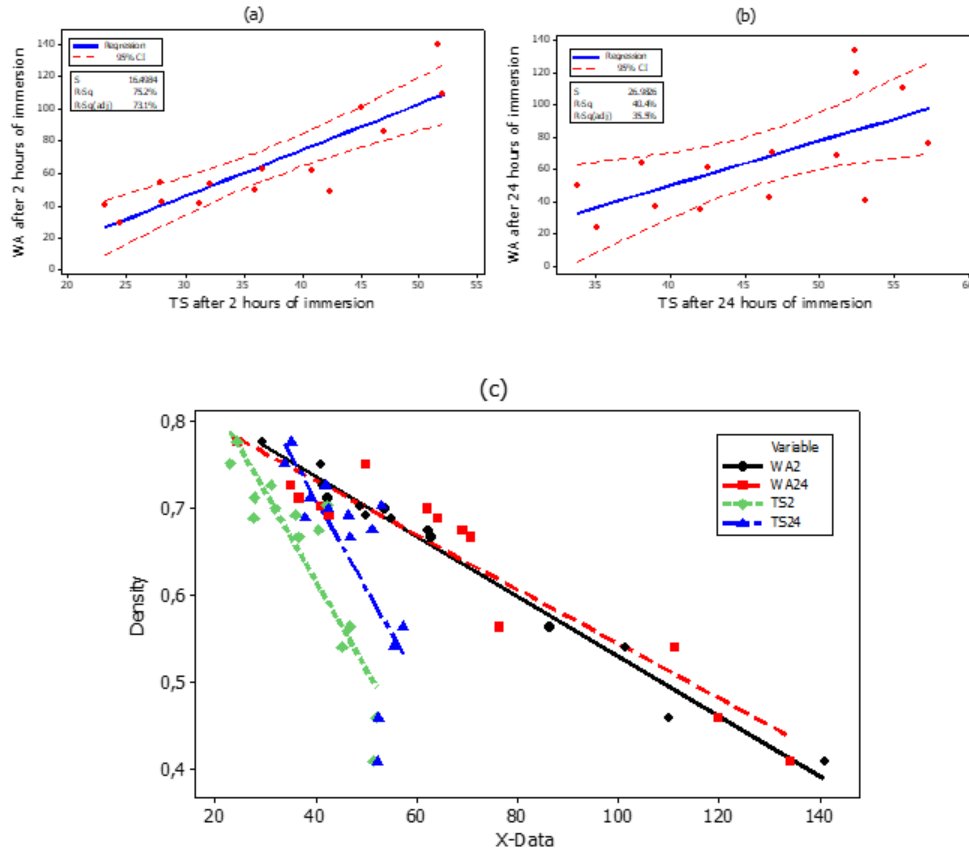 (a)
WA after 2 hours of immersion
140
120
100
80
60
40
20
0
Regression
95% CI
S 16.4984
R-Sq 75.2%
R-Sq(adj) 73.1%
20 25 30 35 40 45 50 55
TS after 2 hours of immersion
(b)
WA after 24 hours of immersion
140
120
100
80
60
40
20
0
Regression
95% CI
S 26.9826
R-Sq 40.4%
R-Sq(adj) 35.5%
35 40 45 50 55 60
TS after 24 hours of immersion
(c)
Density
0,8
0,7
0,6
0,5
0,4
Variable
WA2
WA24
TS2
TS24
20 40 60 80 100 120 140
X-Data